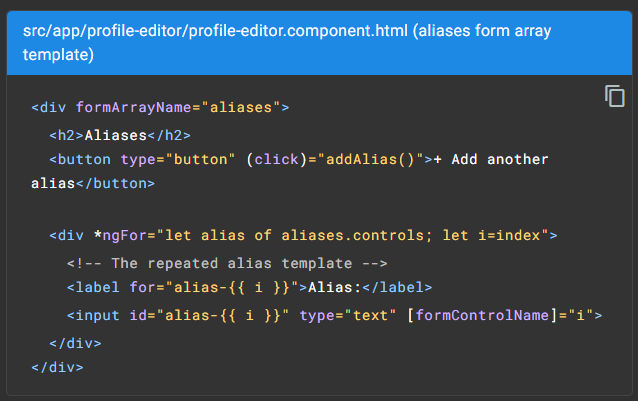 src/app/profile-editor/profile-editor.component.html (aliases form array
template)
<div formArrayName="aliases">
  <h2>Aliases</h2>
  <button type="button" (click)="addAlias()">+ Add another
alias</button>
  <div *ngFor="let alias of aliases.controls; let i=index">
    <!-- The repeated alias template -->
    <label for="alias-{{ i }}">Alias:</label>
    <input id="alias-{{ i }}" type="text" [formControlName]="i">
  </div>
</div>